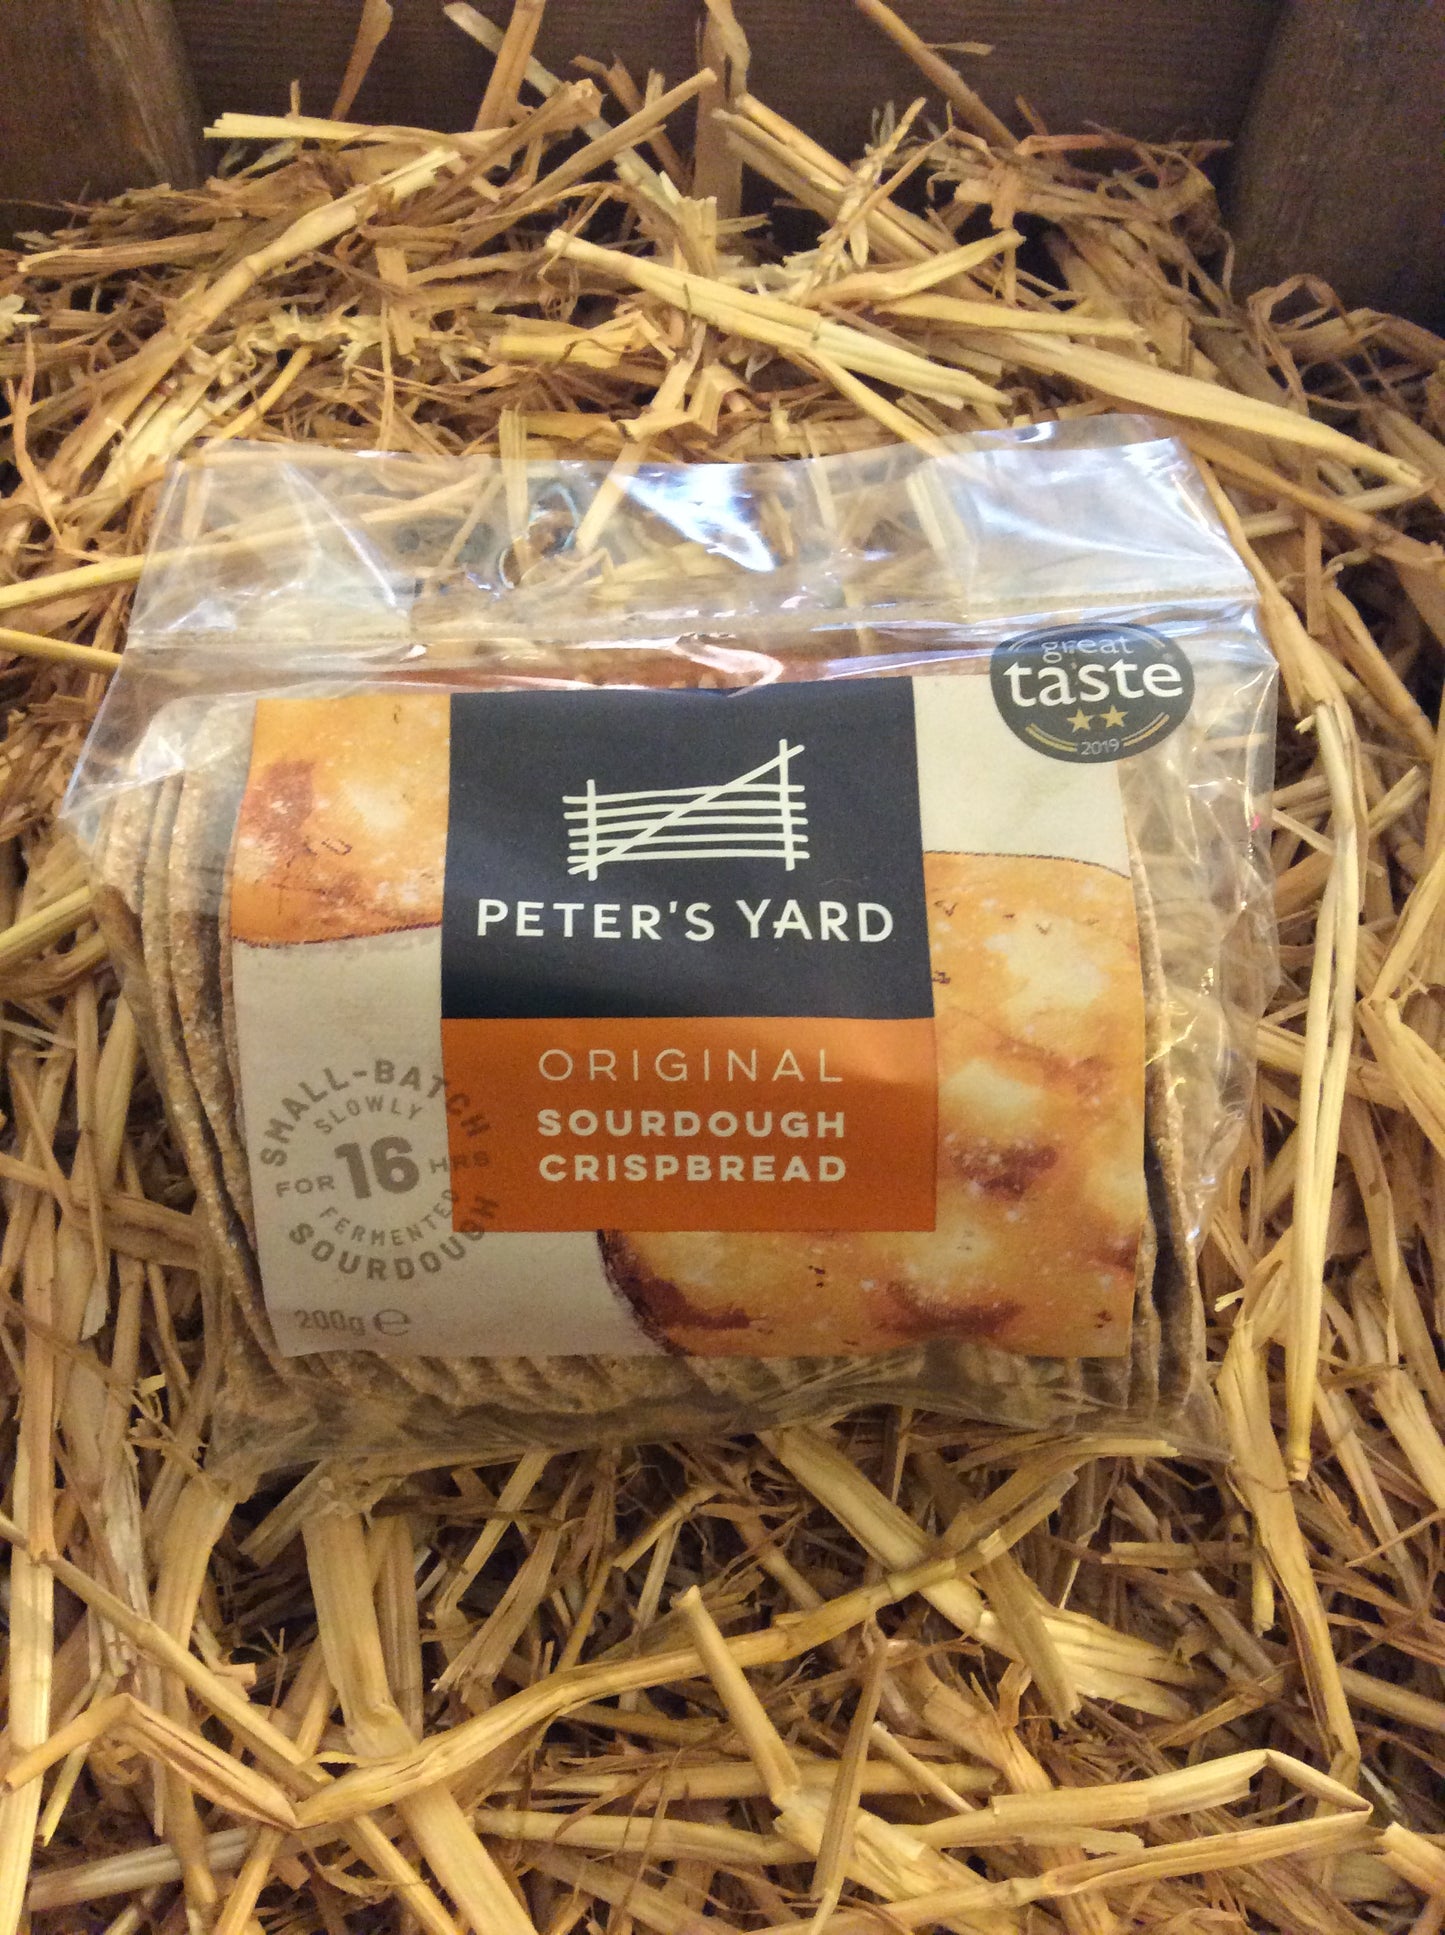 great
taste
2019
PETER'S YARD
ORIGINAL
SOURDOUGH
CRISPBREAD
SMALL-BATCH
SLOWLY
FOR 16 HRS
FERMENTED
SOURDOUGH
200g ℮